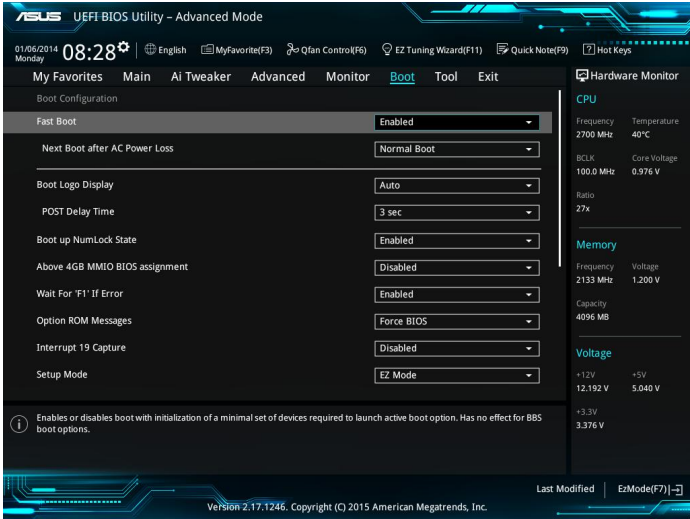 ASUS UEFI BIOS Utility – Advanced Mode
01/06/2014 Monday 08:28 English MyFavorite(F3) Qfan Control(F6) EZ Tuning Wizard(F11) Quick Note(F9) ? Hot Keys
My Favorites Main Ai Tweaker Advanced Monitor Boot Tool Exit
Boot Configuration
Fast Boot Enabled
Next Boot after AC Power Loss Normal Boot
Boot Logo Display Auto
POST Delay Time 3 sec
Boot up NumLock State Enabled
Above 4GB MMIO BIOS assignment Disabled
Wait For 'F1' If Error Enabled
Option ROM Messages Force BIOS
Interrupt 19 Capture Disabled
Setup Mode EZ Mode
Hardware Monitor
CPU
Frequency Temperature
2700 MHz 40°C
BCLK Core Voltage
100.0 MHz 0.976 V
Ratio
27x
Memory
Frequency Voltage
2133 MHz 1.200 V
Capacity
4096 MB
Voltage
+12V +5V
12.192 V 5.040 V
+3.3V
3.376 V
i
Enables or disables boot with initialization of a minimal set of devices required to launch active boot option. Has no effect for BBS
boot options.
Last Modified EzMode(F7)
Version 2.17.1246. Copyright (C) 2015 American Megatrends, Inc.